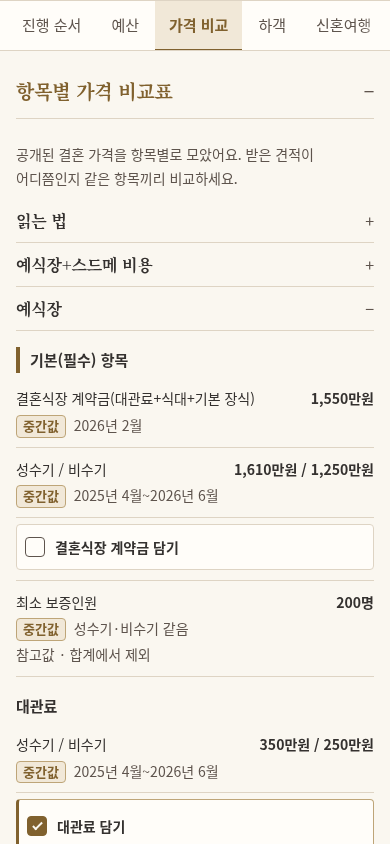 진행 순서 예산 가격 비교 하객 신혼여행
항목별 가격 비교표 −
공개된 결혼 가격을 항목별로 모았어요. 받은 견적이
어디쯤인지 같은 항목끼리 비교하세요.
읽는 법 +
예식장+스드메 비용 +
예식장 −
기본(필수) 항목
결혼식장 계약금(대관료+식대+기본 장식) 1,550만원
중간값 2026년 2월
성수기 / 비수기 1,610만원 / 1,250만원
중간값 2025년 4월~2026년 6월
결혼식장 계약금 담기
최소 보증인원 200명
중간값 성수기·비수기 같음
참고값 · 합계에서 제외
대관료
성수기 / 비수기 350만원 / 250만원
중간값 2025년 4월~2026년 6월
대관료 담기